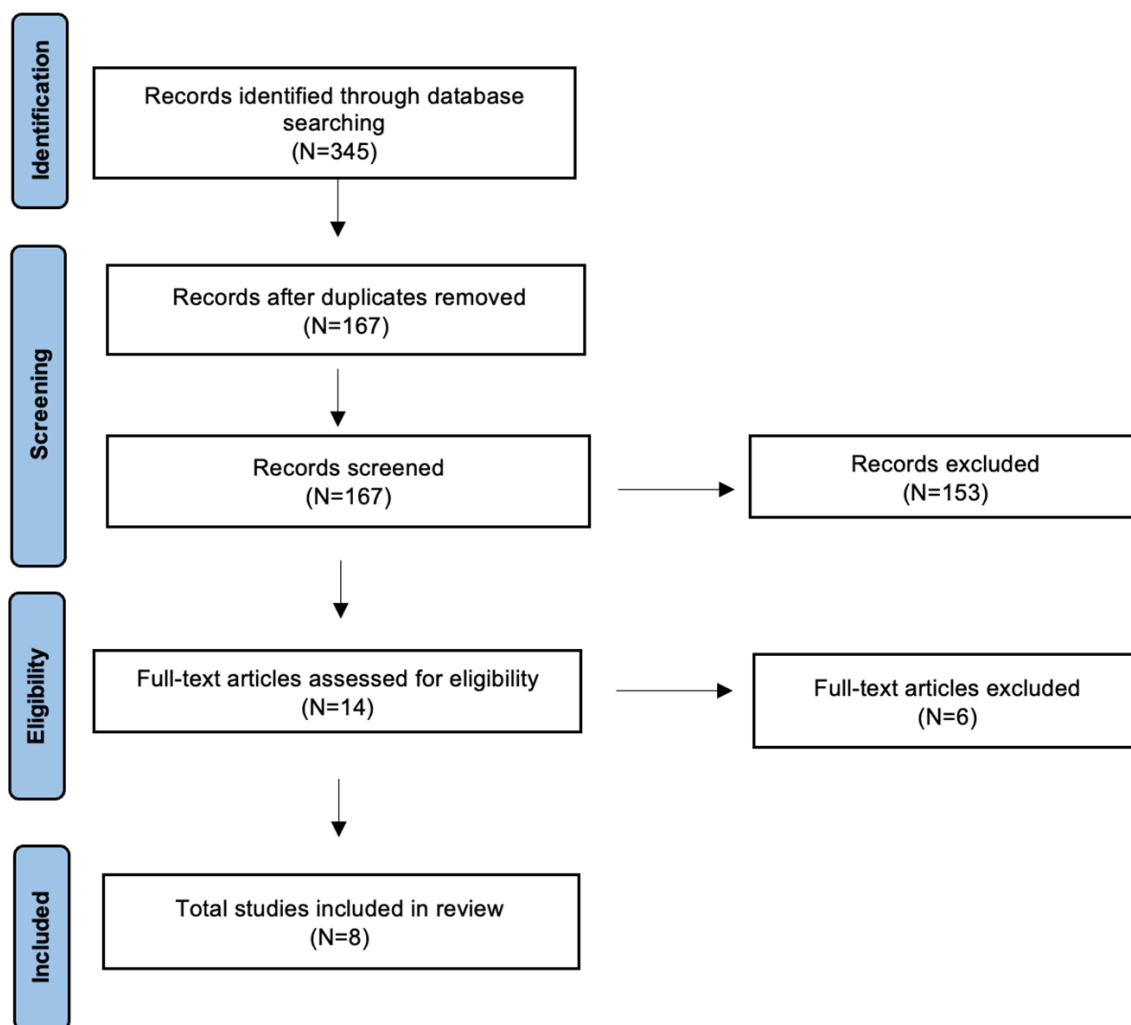 Identification
Records identified through database
searching
(N=345)
Screening
Records after duplicates removed
(N=167)
Records screened
(N=167)
Records excluded
(N=153)
Eligibility
Full-text articles assessed for eligibility
(N=14)
Full-text articles excluded
(N=6)
Included
Total studies included in review
(N=8)